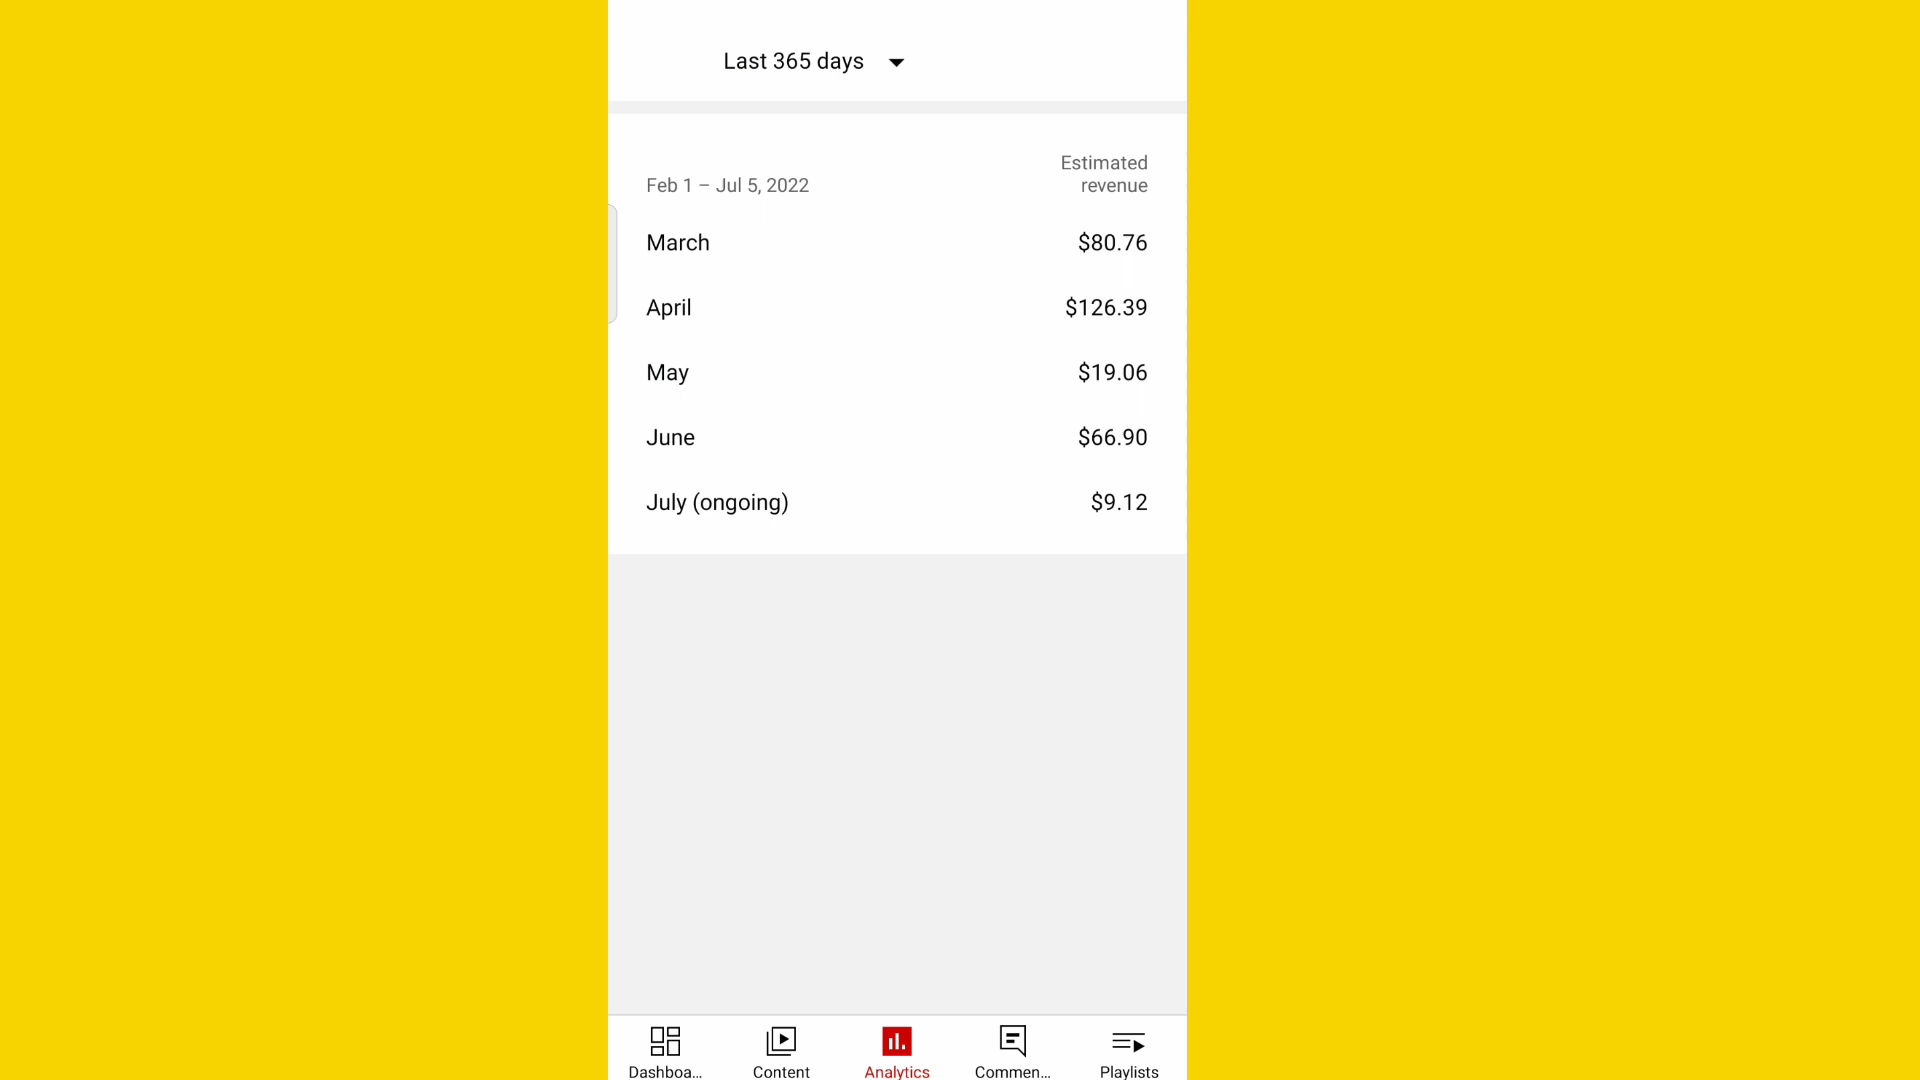 Last 365 days
Estimated
Feb 1 – Jul 5, 2022 revenue
March $80.76
April $126.39
May $19.06
June $66.90
July (ongoing) $9.12
Dashboa... Content Analytics Commen... Playlists